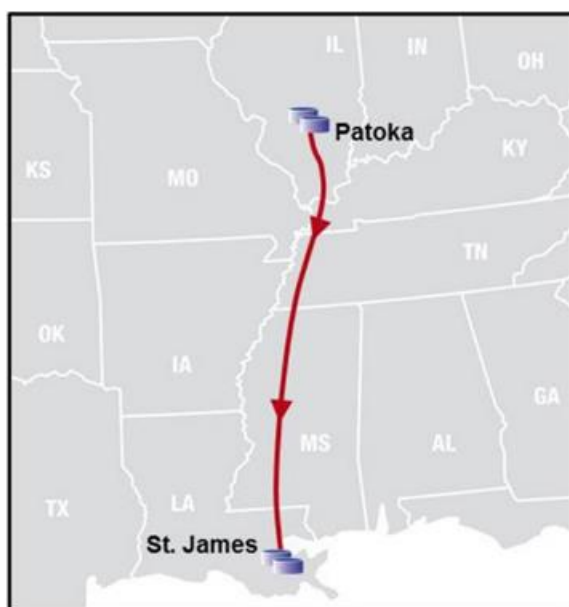 IL
IN
OH
Patoka
KS
MO
KY
TN
OK
IA
GA
MS
AL
LA
TX
St. James